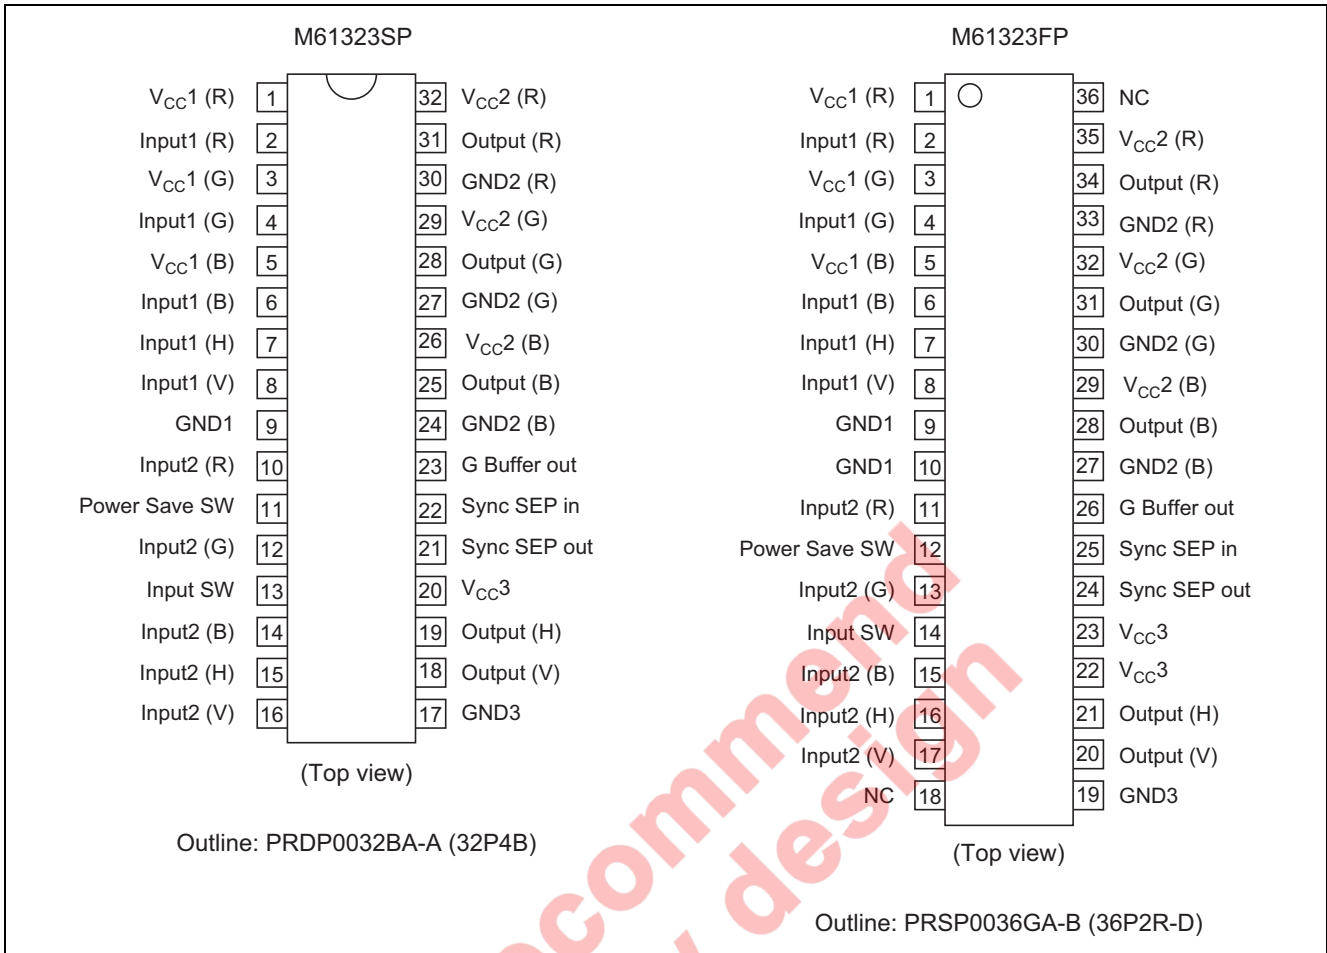 M61323SP
VCC1 (R) 1 32 VCC2 (R)
Input1 (R) 2 31 Output (R)
VCC1 (G) 3 30 GND2 (R)
Input1 (G) 4 29 VCC2 (G)
VCC1 (B) 5 28 Output (G)
Input1 (B) 6 27 GND2 (G)
Input1 (H) 7 26 VCC2 (B)
Input1 (V) 8 25 Output (B)
GND1 9 24 GND2 (B)
Input2 (R) 10 23 G Buffer out
Power Save SW 11 22 Sync SEP in
Input2 (G) 12 21 Sync SEP out
Input SW 13 20 VCC3
Input2 (B) 14 19 Output (H)
Input2 (H) 15 18 Output (V)
Input2 (V) 16 17 GND3
(Top view)
Outline: PRDP0032BA-A (32P4B)
M61323FP
VCC1 (R) 1 36 NC
Input1 (R) 2 35 VCC2 (R)
VCC1 (G) 3 34 Output (R)
Input1 (G) 4 33 GND2 (R)
VCC1 (B) 5 32 VCC2 (G)
Input1 (B) 6 31 Output (G)
Input1 (H) 7 30 GND2 (G)
Input1 (V) 8 29 VCC2 (B)
GND1 9 28 Output (B)
GND1 10 27 GND2 (B)
Input2 (R) 11 26 G Buffer out
Power Save SW 12 25 Sync SEP in
Input2 (G) 13 24 Sync SEP out
Input SW 14 23 VCC3
Input2 (B) 15 22 VCC3
Input2 (H) 16 21 Output (H)
Input2 (V) 17 20 Output (V)
NC 18 19 GND3
(Top view)
Outline: PRSP0036GA-B (36P2R-D)
design